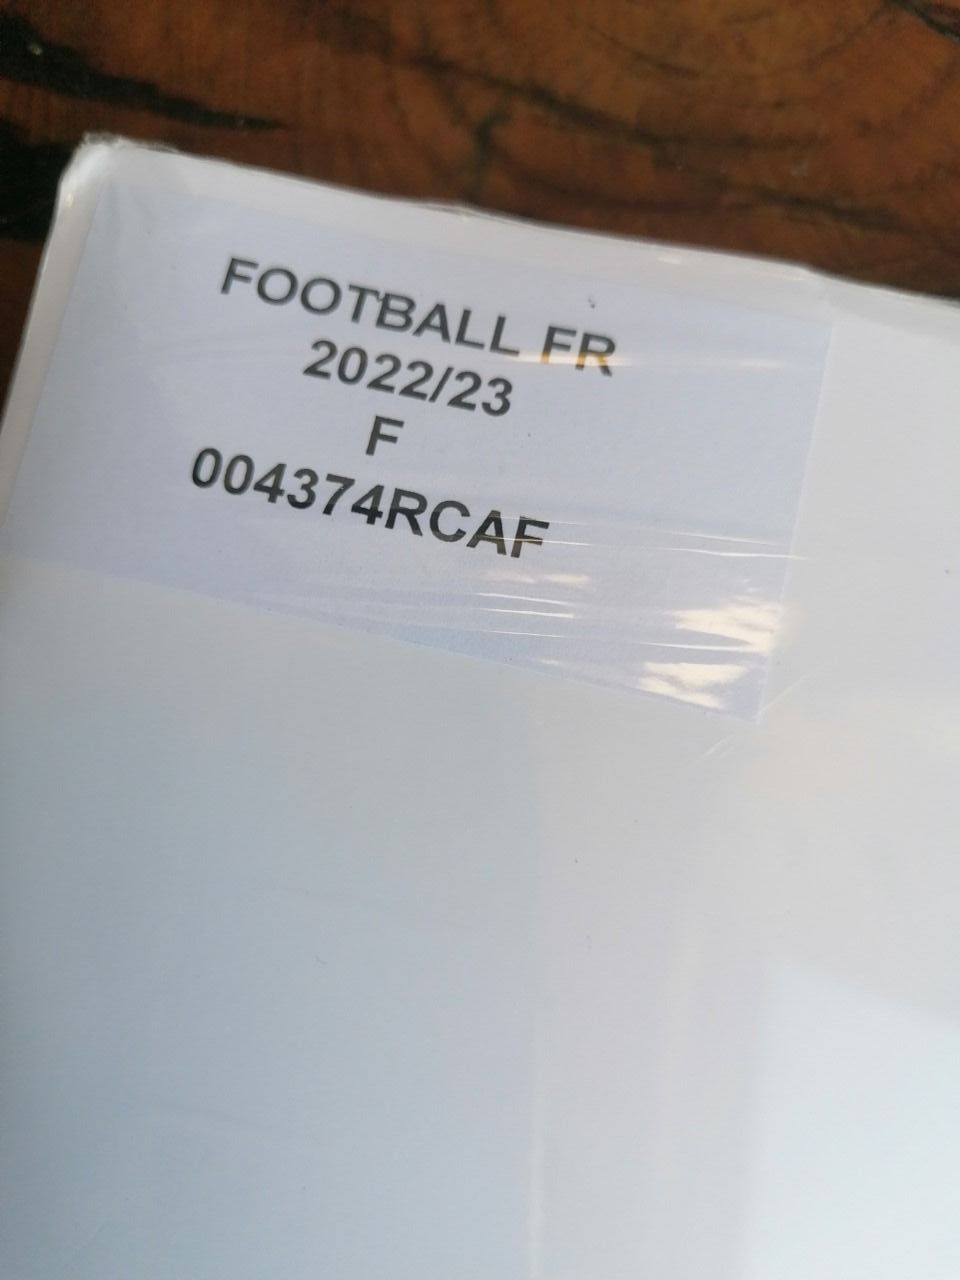 FOOTBALL FR
2022/23
F
004374RCAF